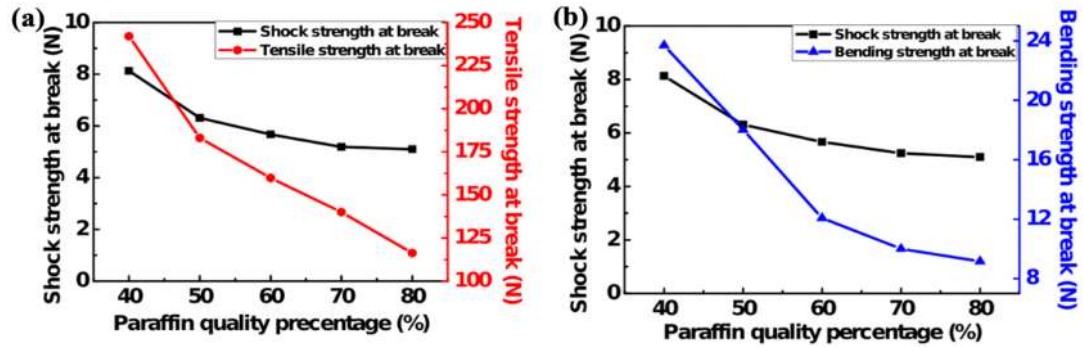 (a)
Shock strength at break (N)
10
8
6
4
2
0
Shock strength at break
Tensile strength at break
250
225
200
175
150
125
100
Tensile strength at break (N)
40 50 60 70 80
Paraffin quality precentage (%)
(b)
Shock strength at break (N)
10
8
6
4
2
0
Shock strength at break
Bending strength at break
24
20
16
12
8
Bending strength at break (N)
40 50 60 70 80
Paraffin quality percentage (%)